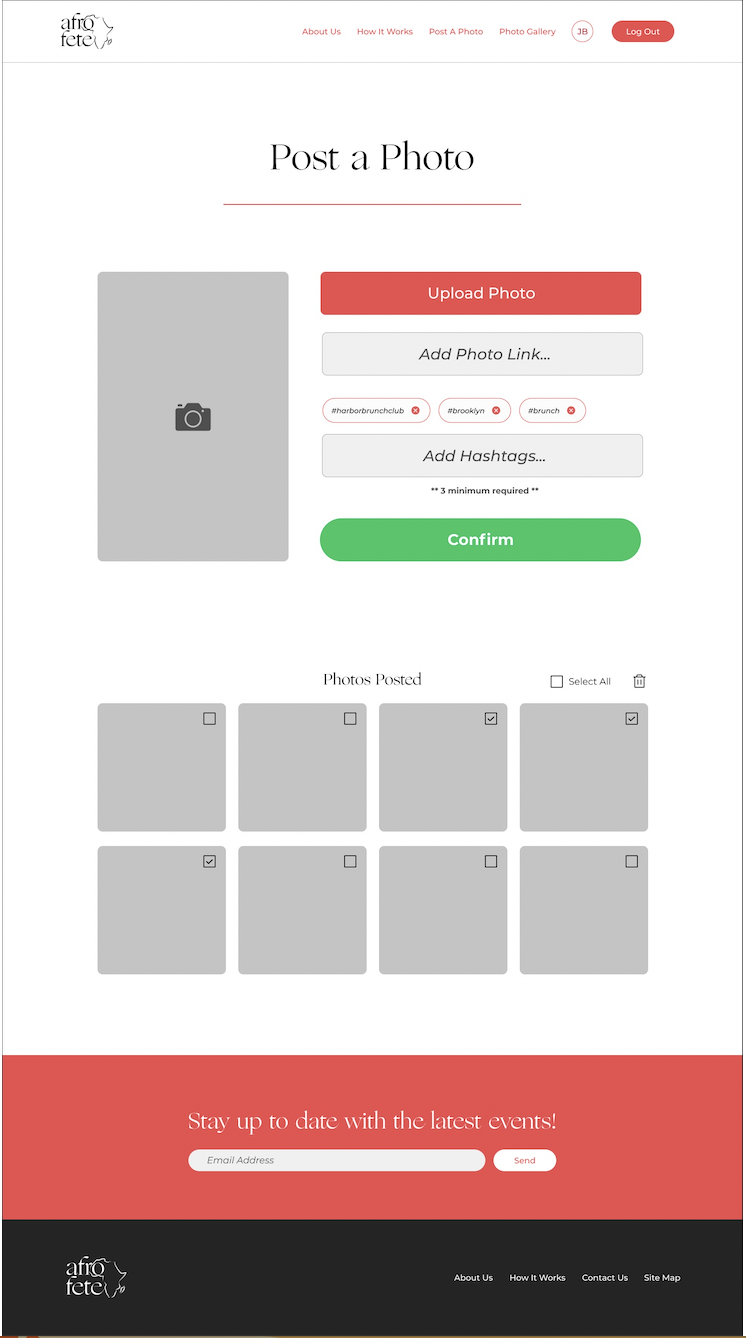 afro
fete
About Us How It Works Post A Photo Photo Gallery JB Log Out
Post a Photo
Upload Photo
Add Photo Link...
#harborbrunchclub #brooklyn #brunch
Add Hashtags...
** 3 minimum required **
Confirm
Photos Posted Select All
Stay up to date with the latest events!
Email Address Send
afro
fete
About Us How It Works Contact Us Site Map